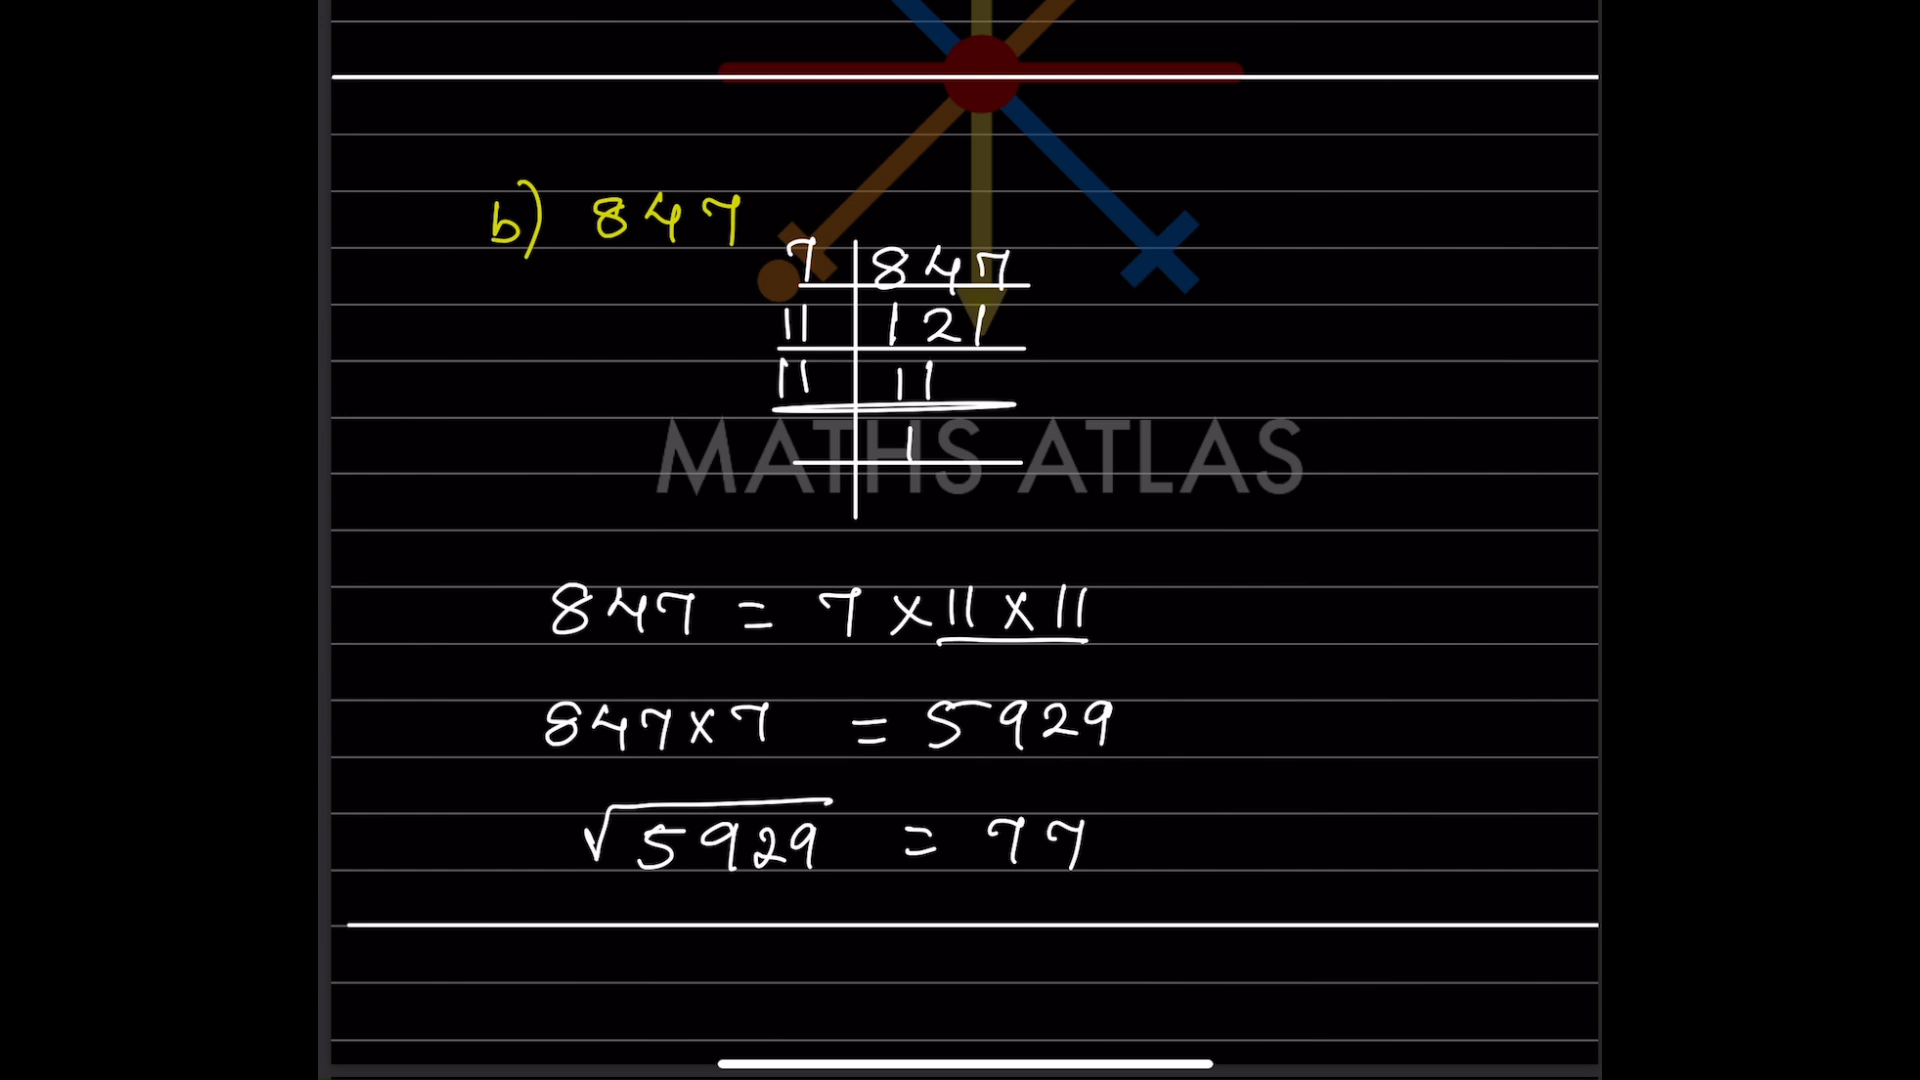 b) 847
7 | 847
11 | 121
11 | 11
1
MATHS ATLAS
847 = 7 × 11 × 11
847 × 7 = 5929
√5929 = 77